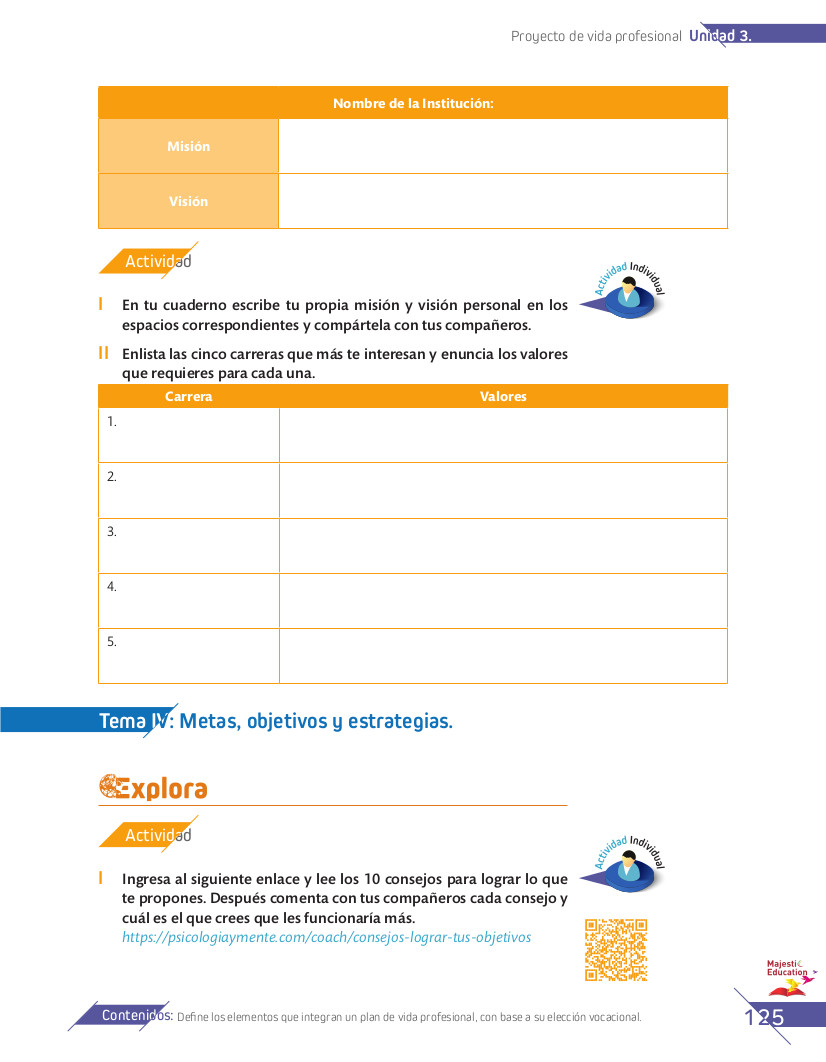 Proyecto de vida profesional Unidad 3.
Nombre de la Institución:
Misión
Visión
Actividad
Actividad Individual
I En tu cuaderno escribe tu propia misión y visión personal en los
espacios correspondientes y compártela con tus compañeros.
II Enlista las cinco carreras que más te interesan y enuncia los valores
que requieres para cada una.
Carrera Valores
1.
2.
3.
4.
5.
Tema IV: Metas, objetivos y estrategias.
Explora
Actividad
Actividad Individual
I Ingresa al siguiente enlace y lee los 10 consejos para lograr lo que
te propones. Después comenta con tus compañeros cada consejo y
cuál es el que crees que les funcionaría más.
https://psicologiaymente.com/coach/consejos-lograr-tus-objetivos
Majestic
Education
Contenidos: Define los elementos que integran un plan de vida profesional, con base a su elección vocacional.
125